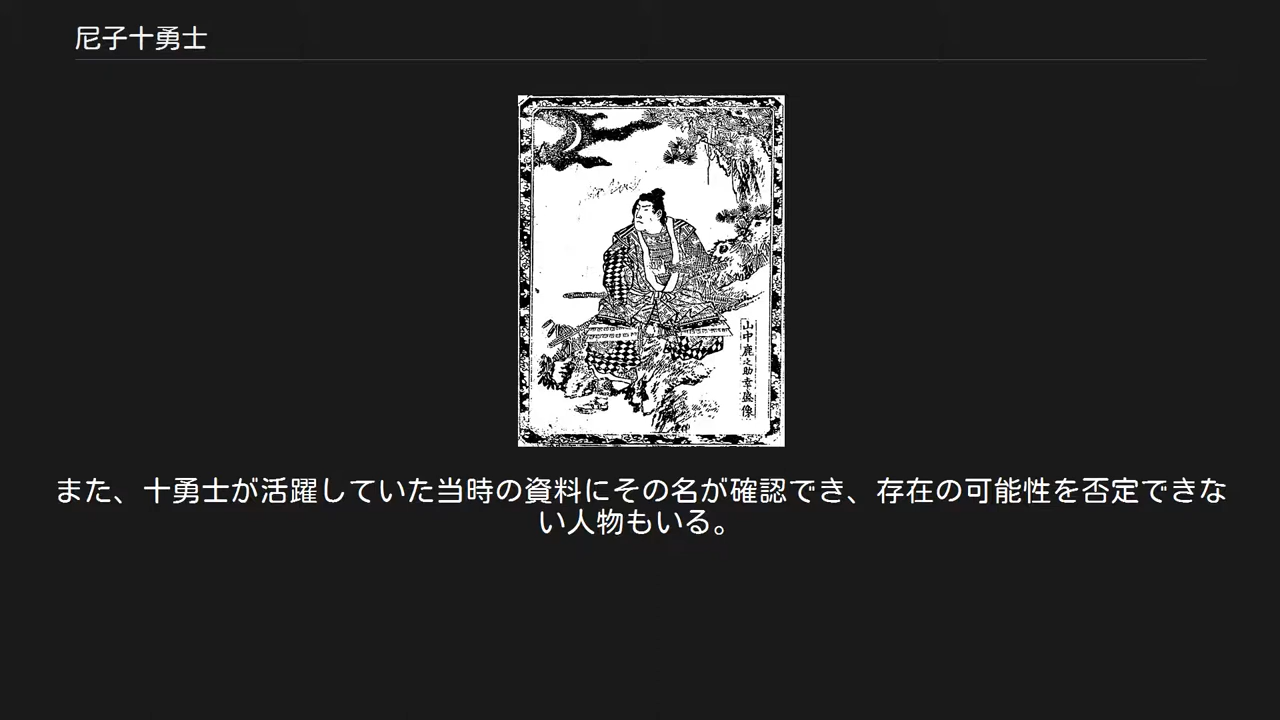 尼子十勇士
山中鹿之助幸盛像
また、十勇士が活躍していた当時の資料にその名が確認でき、存在の可能性を否定できな
い人物もいる。